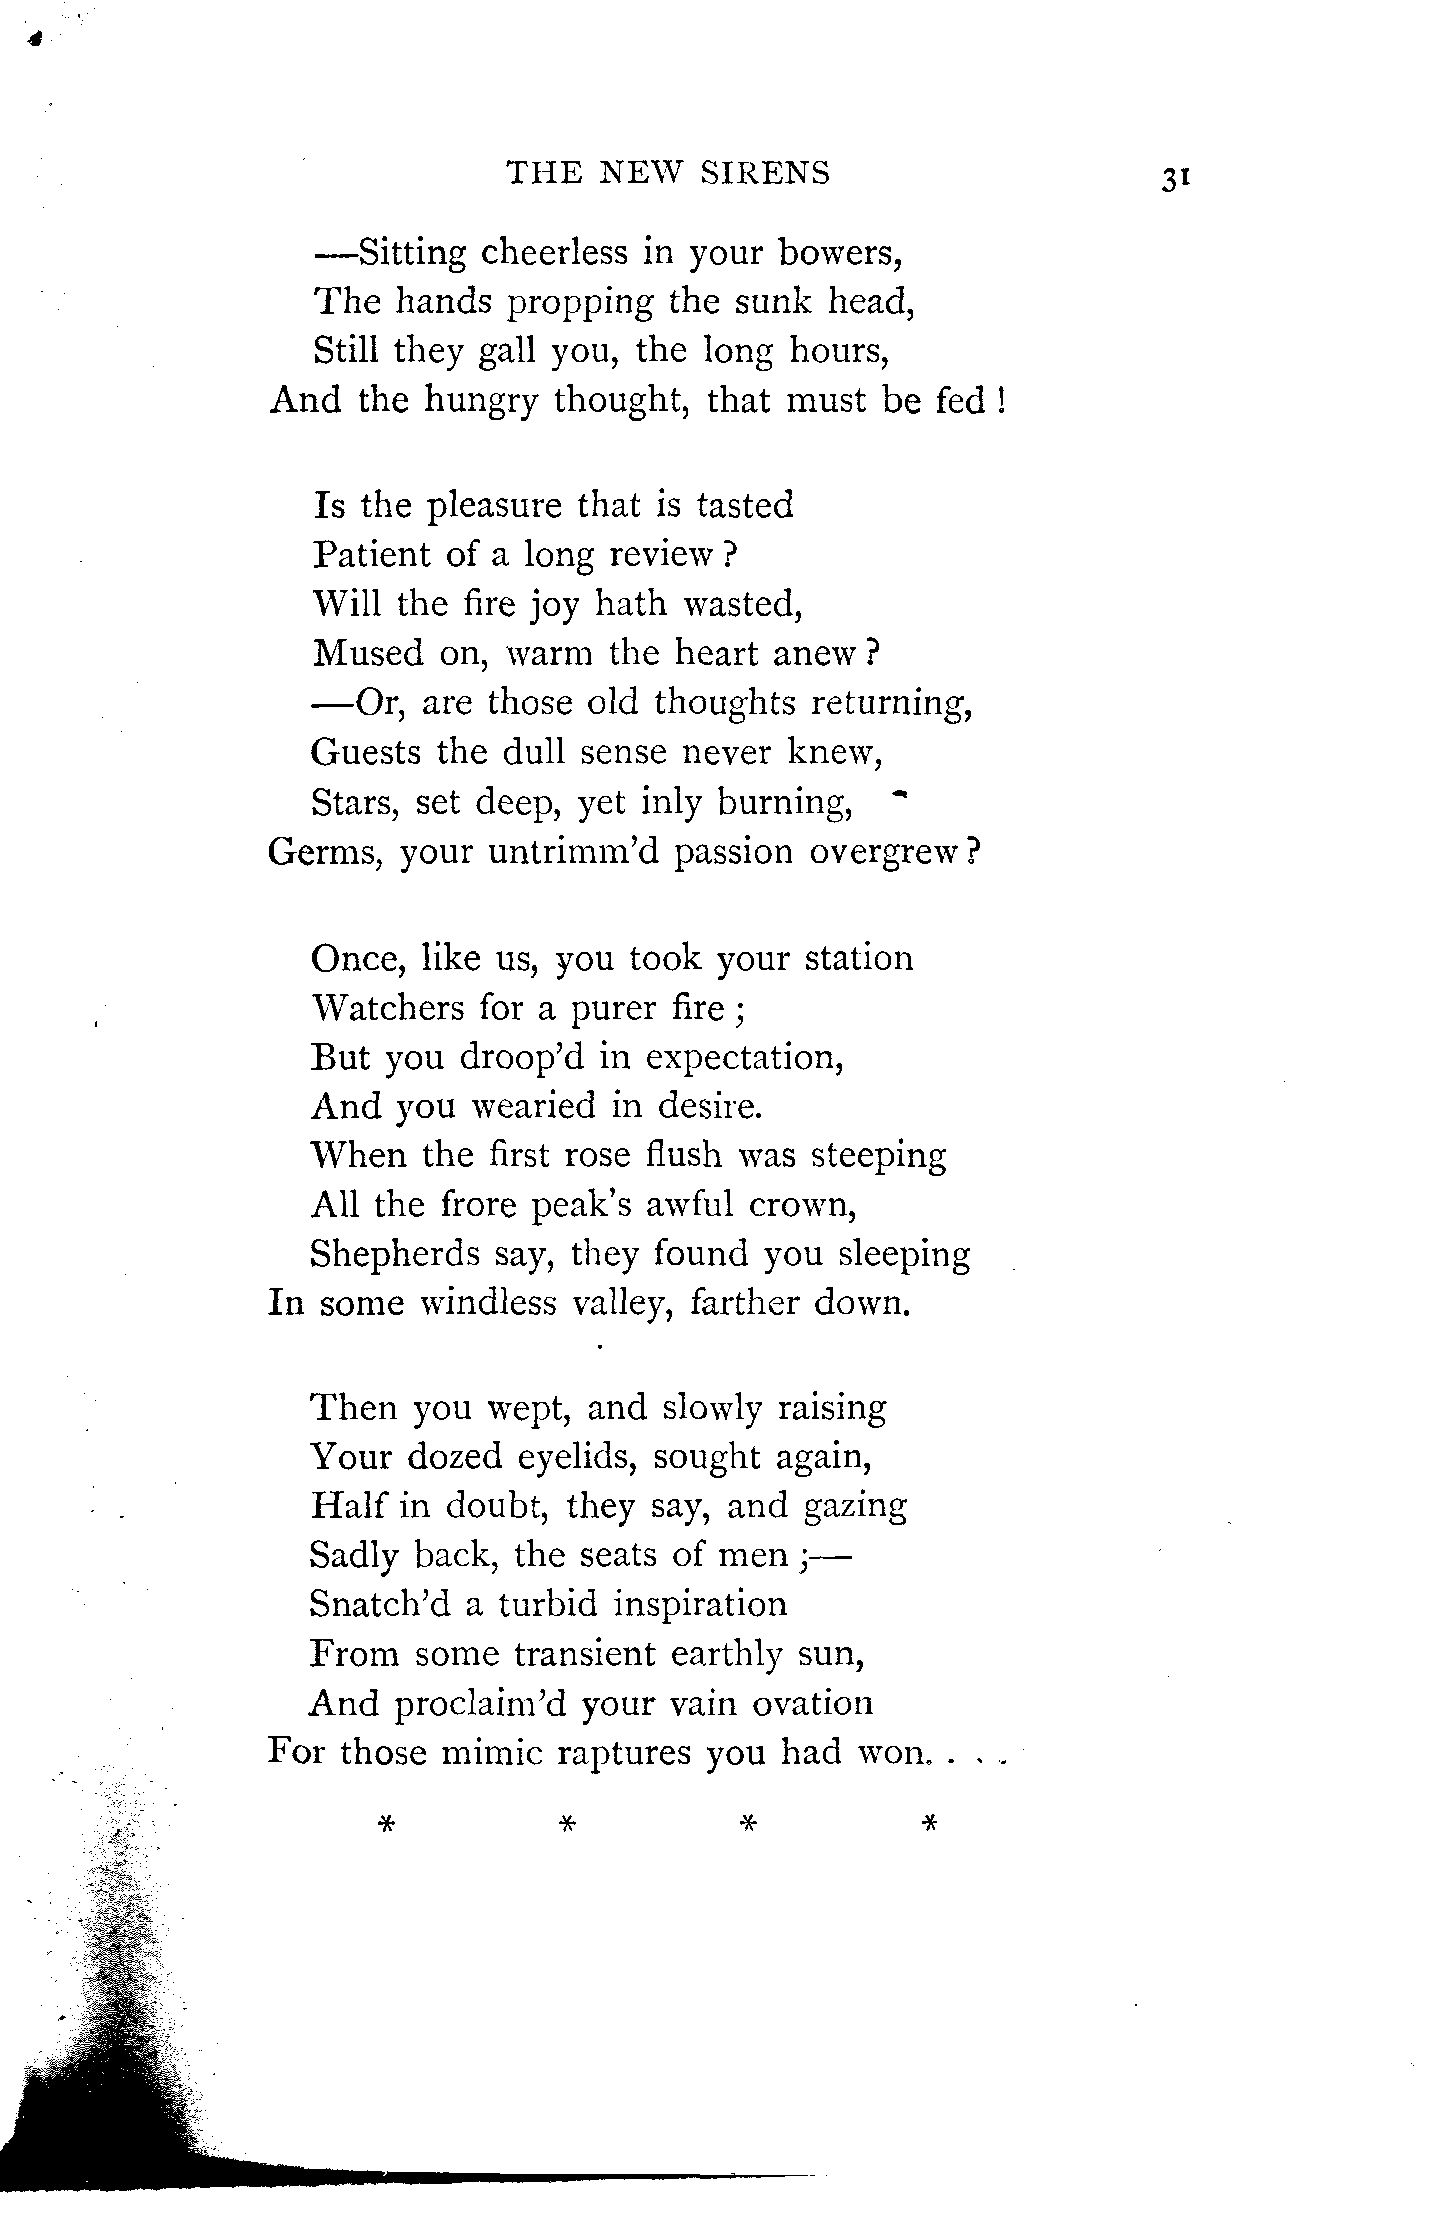 THE NEW SIRENS 31
—Sitting cheerless in your bowers,
The hands propping the sunk head,
Still they gall you, the long hours,
And the hungry thought, that must be fed !
Is the pleasure that is tasted
Patient of a long review ?
Will the fire joy hath wasted,
Mused on, warm the heart anew ?
—Or, are those old thoughts returning,
Guests the dull sense never knew,
Stars, set deep, yet inly burning,
Germs, your untrimm’d passion overgrew ?
Once, like us, you took your station
Watchers for a purer fire ;
But you droop’d in expectation,
And you wearied in desire.
When the first rose flush was steeping
All the frore peak’s awful crown,
Shepherds say, they found you sleeping
In some windless valley, farther down.
Then you wept, and slowly raising
Your dozed eyelids, sought again,
Half in doubt, they say, and gazing
Sadly back, the seats of men ;—
Snatch’d a turbid inspiration
From some transient earthly sun,
And proclaim’d your vain ovation
For those mimic raptures you had won. . . .
* * * *